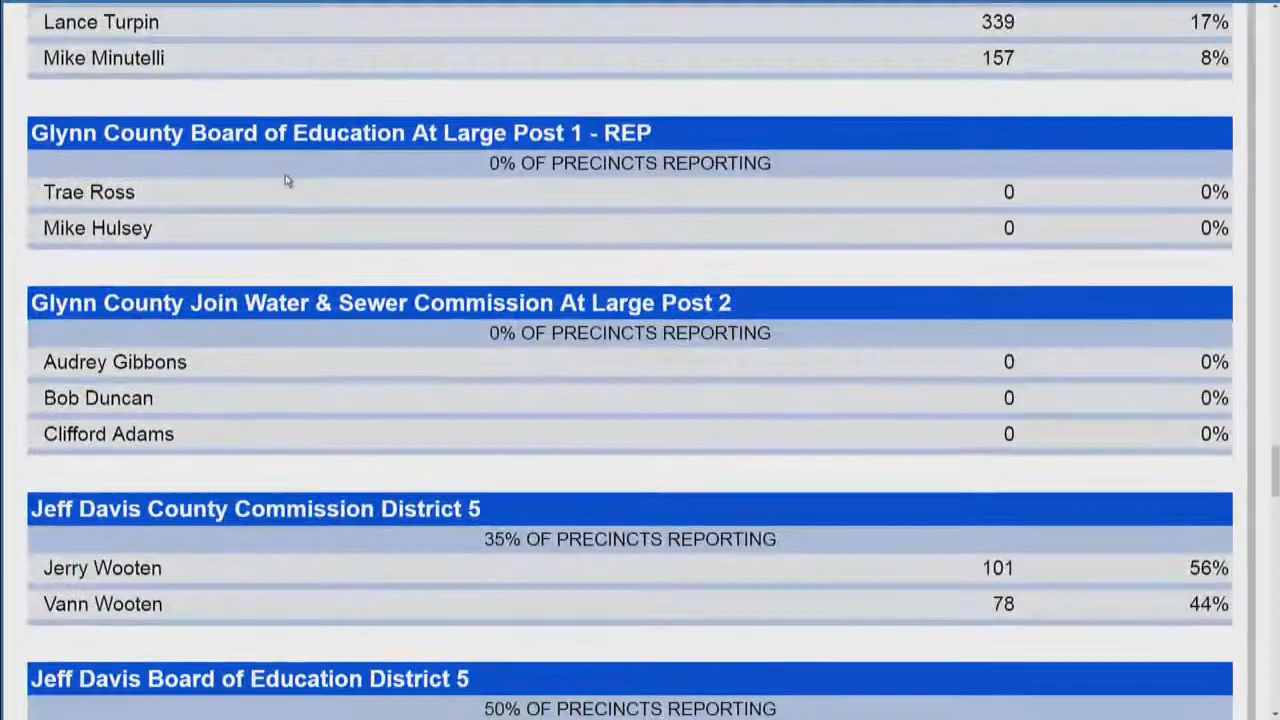 Lance Turpin 339 17%
Mike Minutelli 157 8%
Glynn County Board of Education At Large Post 1 - REP
0% OF PRECINCTS REPORTING
Trae Ross 0 0%
Mike Hulsey 0 0%
Glynn County Join Water & Sewer Commission At Large Post 2
0% OF PRECINCTS REPORTING
Audrey Gibbons 0 0%
Bob Duncan 0 0%
Clifford Adams 0 0%
Jeff Davis County Commission District 5
35% OF PRECINCTS REPORTING
Jerry Wooten 101 56%
Vann Wooten 78 44%
Jeff Davis Board of Education District 5
50% OF PRECINCTS REPORTING